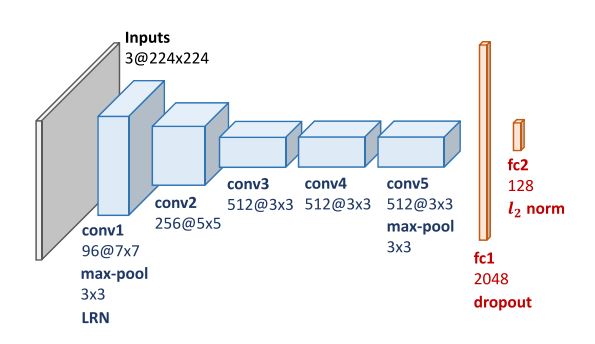 Inputs
3@224x224
conv1
96@7x7
max-pool
3x3
LRN
conv2
256@5x5
conv3
512@3x3
conv4
512@3x3
conv5
512@3x3
max-pool
3x3
fc1
2048
dropout
fc2
128
l₂ norm